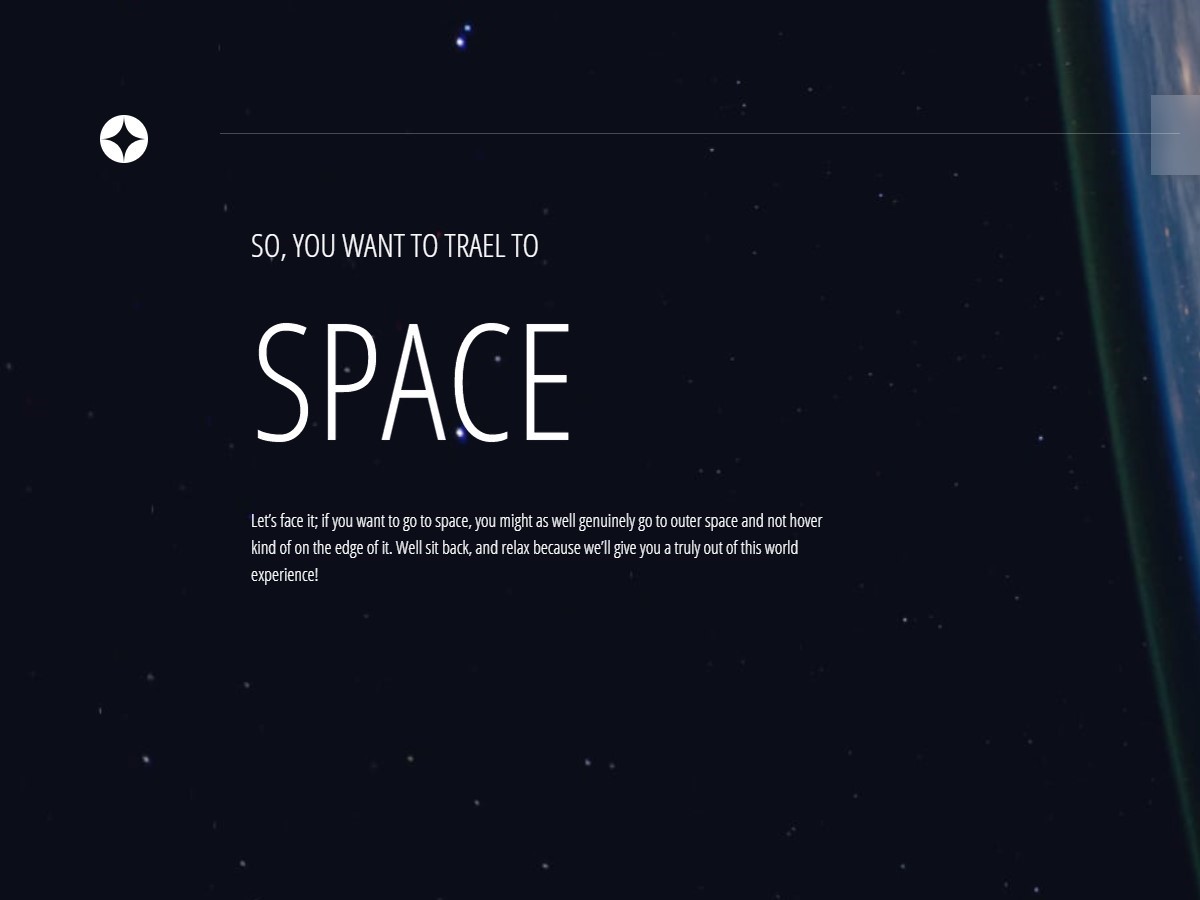 SO, YOU WANT TO TRAEL TO
SPACE
Let’s face it; if you want to go to space, you might as well genuinely go to outer space and not hover
kind of on the edge of it. Well sit back, and relax because we’ll give you a truly out of this world
experience!